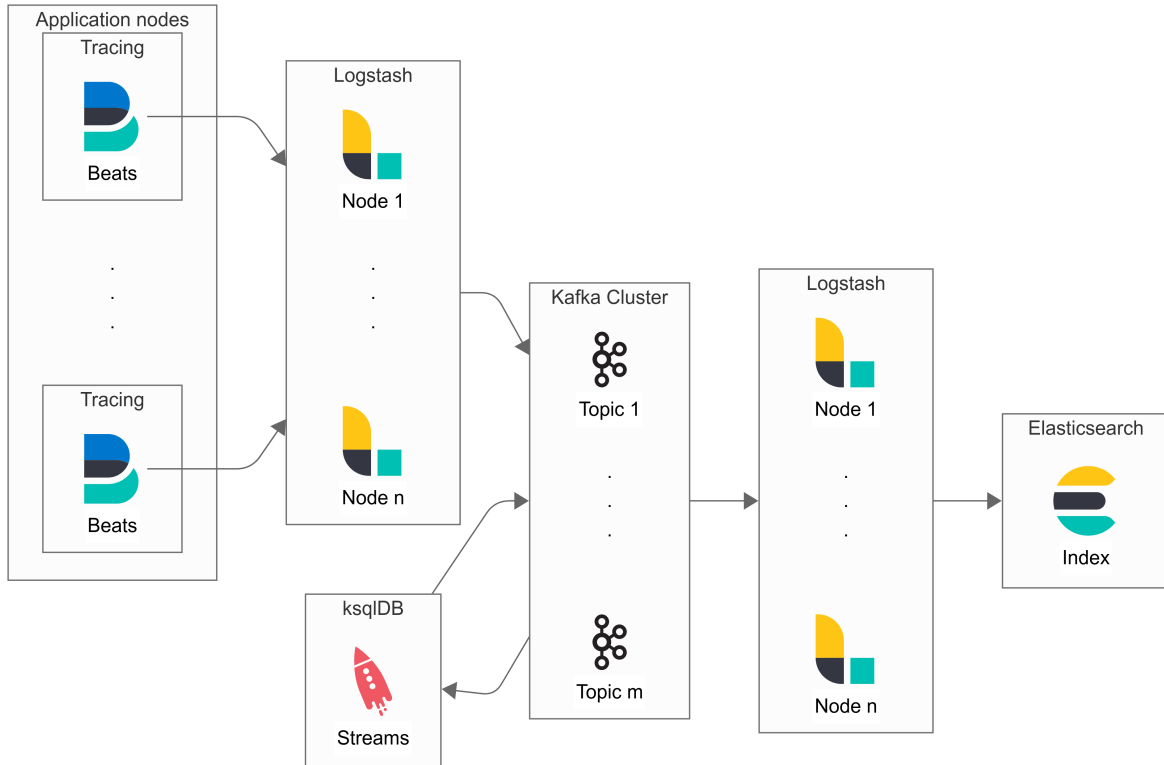 Application nodes
Tracing
Beats
.
.
.
Tracing
Beats
Logstash
Node 1
.
.
.
Node n
ksqlDB
Streams
Kafka Cluster
Topic 1
.
.
.
Topic m
Logstash
Node 1
.
.
.
Node n
Elasticsearch
Index